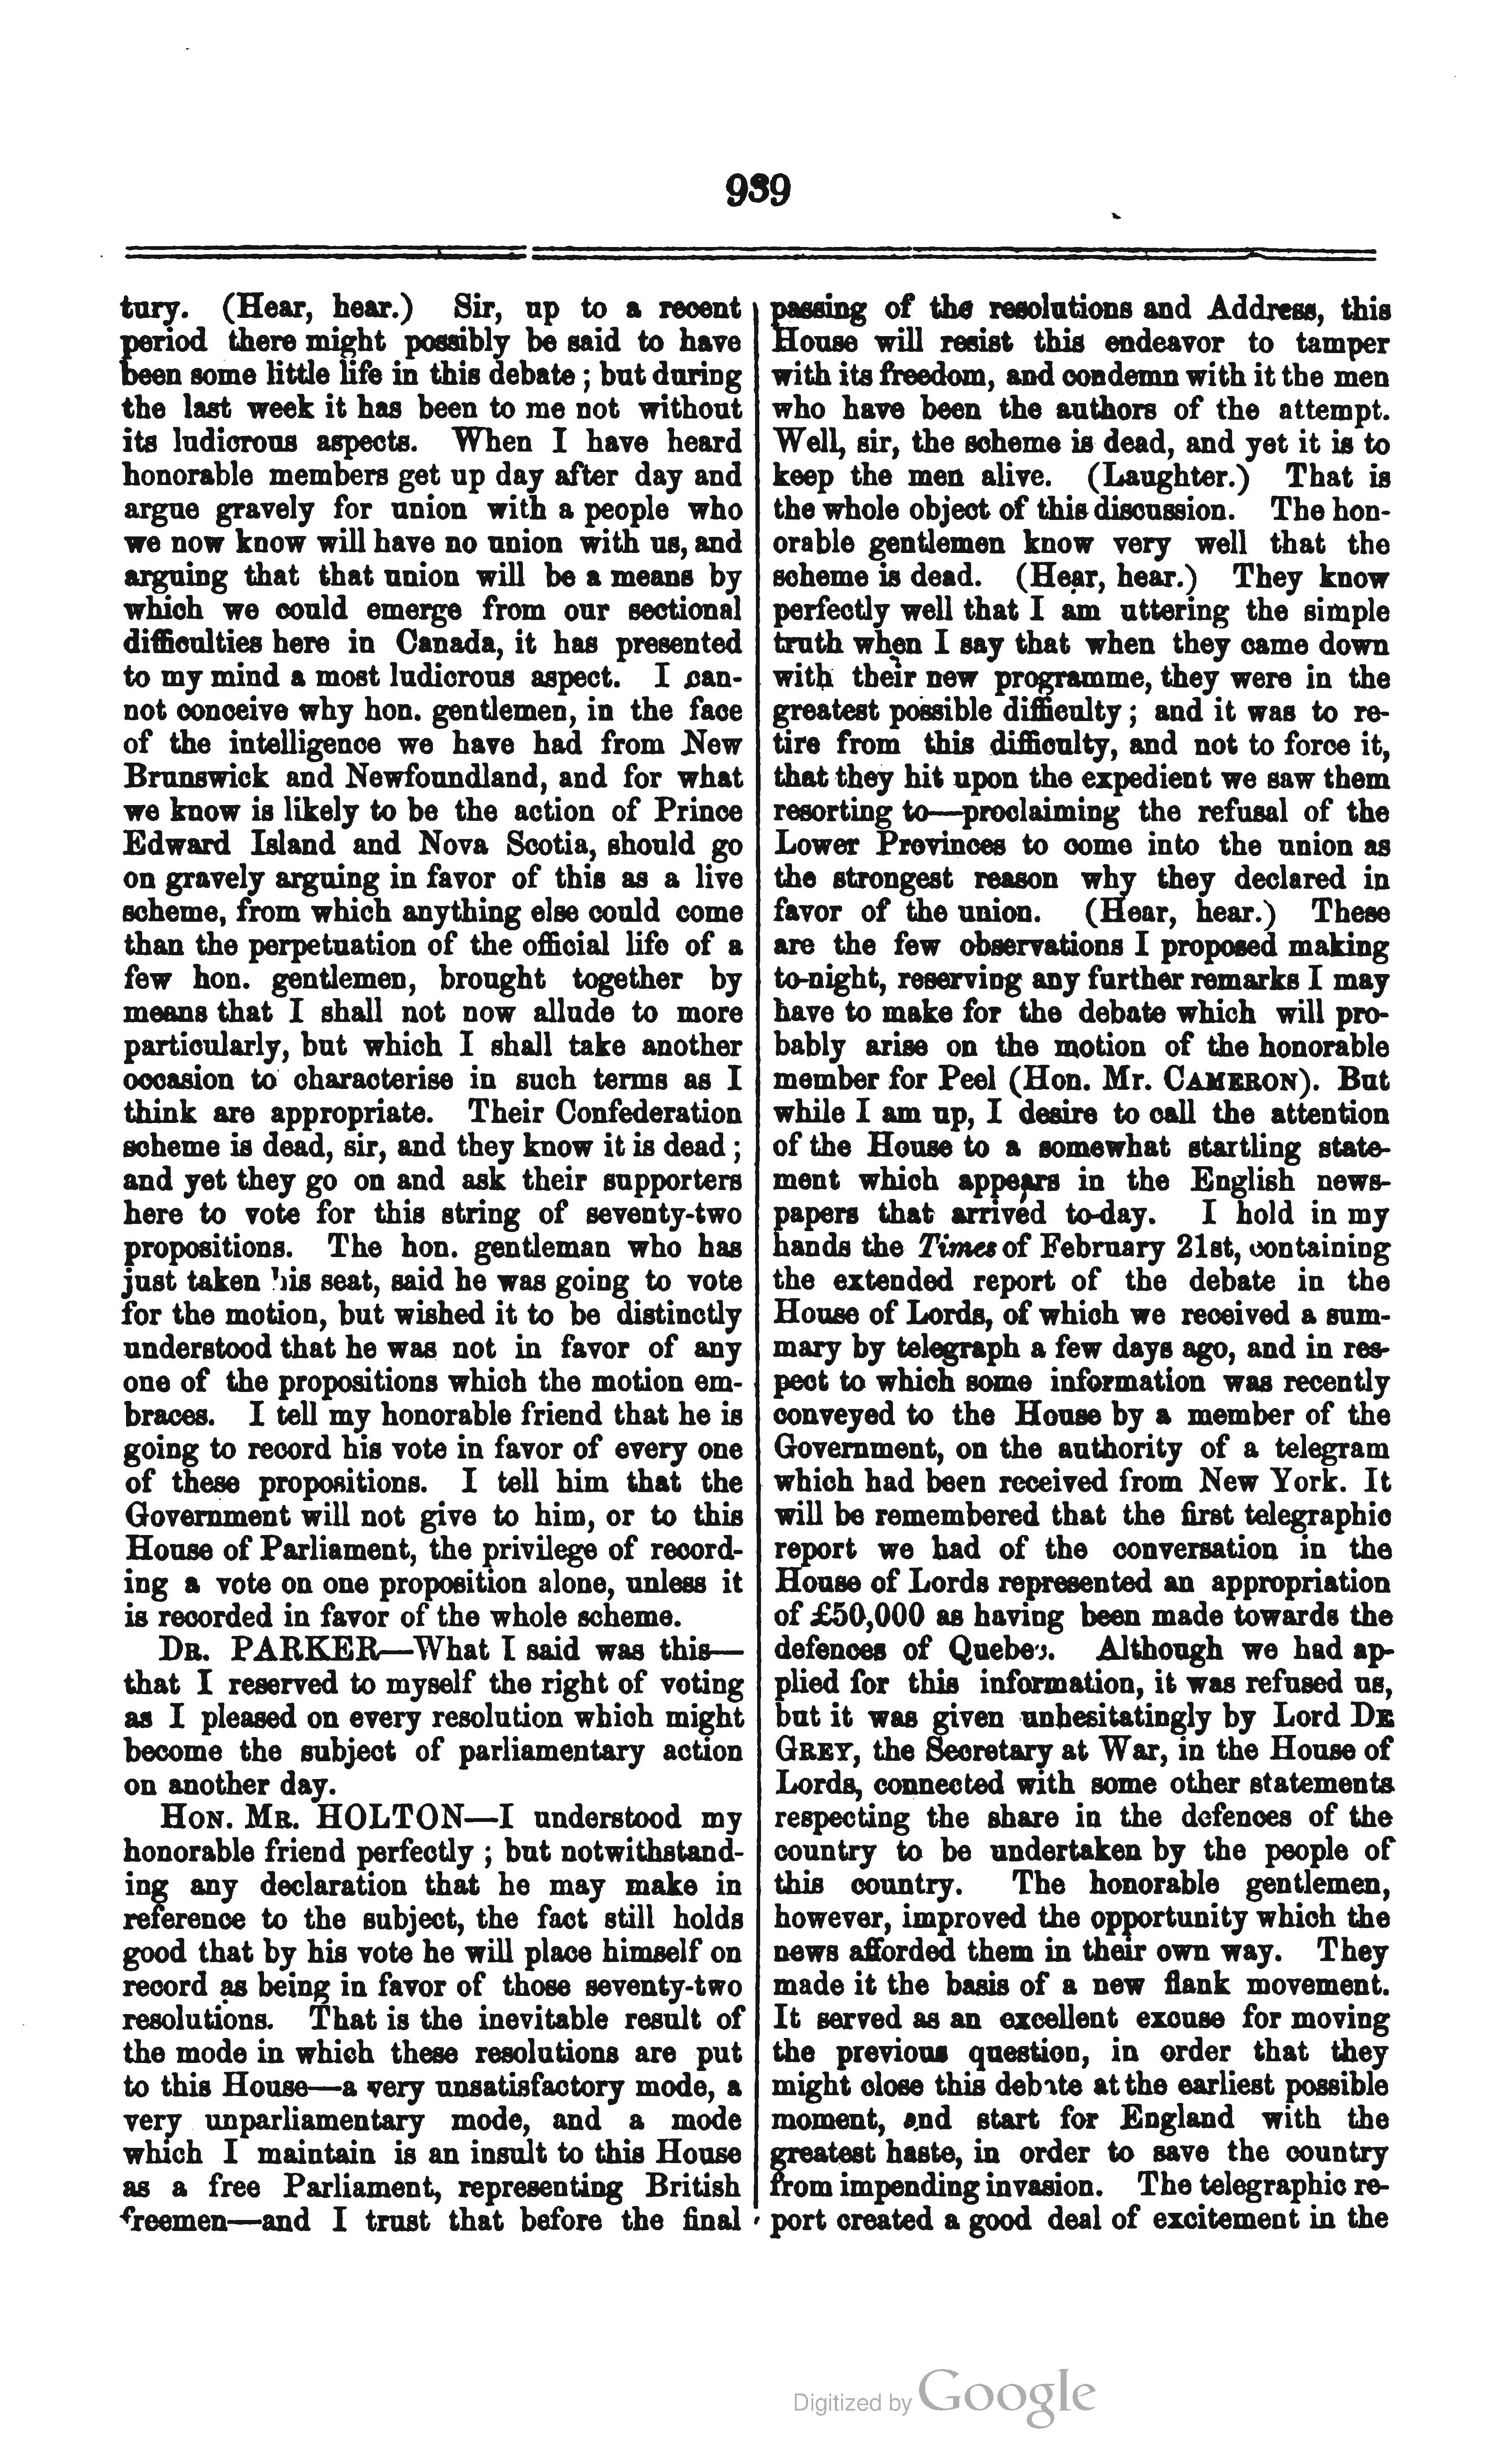 939
tury. (Hear, hear.) Sir, up to a recent
period there might possibly be said to have
been some little life in this debate ; but during
the last week it has been to me not without
its ludicrous aspects. When I have heard
honorable members get up day after day and
argue gravely for union with a people who
we now know will have no union with us, and
arguing that that union will be a means by
which we could emerge from our sectional
difficulties here in Canada, it has presented
to my mind a most ludicrous aspect. I can-
not conceive why hon. gentlemen, in the face
of the intelligence we have had from New
Brunswick and Newfoundland, and for what
we know is likely to be the action of Prince
Edward Island and Nova Scotia, should go
on gravely arguing in favor of this as a live
scheme, from which anything else could come
than the perpetuation of the official life of a
few hon. gentlemen, brought together by
means that I shall not now allude to more
particularly, but which I shall take another
occasion to characterise in such terms as I
think are appropriate. Their Confederation
scheme is dead, sir, and they know it is dead ;
and yet they go on and ask their supporters
here to vote for this string of seventy-two
propositions. The hon. gentleman who has
just taken his seat, said he was going to vote
for the motion, but wished it to be distinctly
understood that he was not in favor of any
one of the propositions which the motion em-
braces. I tell my honorable friend that he is
going to record his vote in favor of every one
of these propositions. I tell him that the
Government will not give to him, or to this
House of Parliament, the privilege of record-
ing a vote on one proposition alone, unless it
is recorded in favor of the whole scheme.
DR. PARKER—What I said was this—
that I reserved to myself the right of voting
as I pleased on every resolution which might
become the subject of parliamentary action
on another day.
HON. MR. HOLTON—I understood my
honorable friend perfectly ; but notwithstand-
ing any declaration that he may make in
reference to the subject, the fact still holds
good that by his vote he will place himself on
record as being in favor of those seventy-two
resolutions. That is the inevitable result of
the mode in which these resolutions are put
to this House—a very unsatisfactory mode, a
very unparliamentary mode, and a mode
which I maintain is an insult to this House
as a free Parliament, representing British
freemen—and I trust that before the final
passing of the resolutions and Address, this
House will resist this endeavor to tamper
with its freedom, and condemn with it the men
who have been the authors of the attempt.
Well, sir, the scheme is dead, and yet it is to
keep the men alive. (Laughter.) That is
the whole object of this discussion. The hon-
orable gentlemen know very well that the
scheme is dead. (Hear, hear.) They know
perfectly well that I am uttering the simple
truth when I say that when they came down
with their new programme, they were in the
greatest possible difficulty ; and it was to re-
tire from this difficulty, and not to force it,
that they hit upon the expedient we saw them
resorting to—proclaiming the refusal of the
Lower Provinces to come into the union as
the strongest reason why they declared in
favor of the union. (Hear, hear.) These
are the few observations I proposed making
to-night, reserving any further remarks I may
have to make for the debate which will pro-
bably arise on the motion of the honorable
member for Peel (Hon. Mr. CAMERON). But
while I am up, I desire to call the attention
of the House to a somewhat startling state-
ment which appears in the English news-
papers that arrived to-day. I hold in my
hands the Times of February 21st, containing
the extended report of the debate in the
House of Lords, of which we received a sum-
mary by telegraph a few days ago, and in res-
pect to which some information was recently
conveyed to the House by a member of the
Government, on the authority of a telegram
which had been received from New York. It
will be remembered that the first telegraphic
report we had of the conversation in the
House of Lords represented an appropriation
of £50,000 as having been made towards the
defences of Quebec. Although we had ap-
plied for this information, it was refused us,
but it was given unhesitatingly by Lord DE
GREY, the Secretary at War, in the House of
Lords, connected with some other statements
respecting the share in the defences of the
country to be undertaken by the people of
this country. The honorable gentlemen,
however, improved the opportunity which the
news afforded them in their own way. They
made it the basis of a new flank movement.
It served as an excellent excuse for moving
the previous question, in order that they
might close this debate at the earliest possible
moment, and start for England with the
greatest haste, in order to save the country
from impending invasion. The telegraphic re-
port created a good deal of excitement in the
Digitized by Google